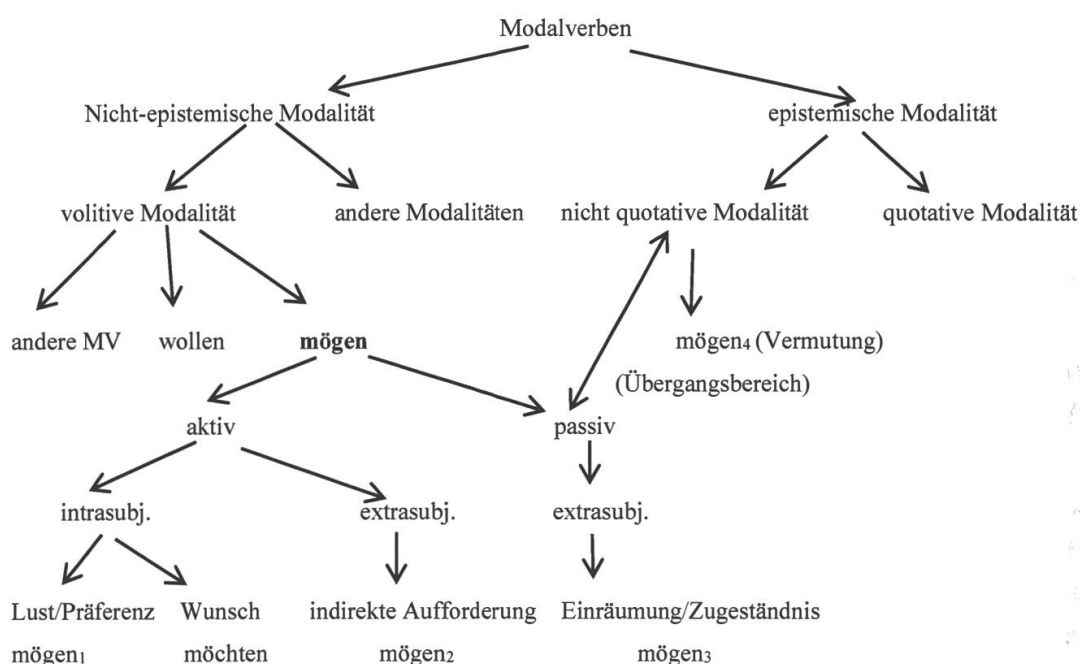 Modalverben
Nicht-epistemische Modalität epistemische Modalität
volitive Modalität andere Modalitäten nicht quotative Modalität quotative Modalität
andere MV wollen mögen mögen₄ (Vermutung)
(Übergangsbereich)
aktiv passiv
intrasubj. extrasubj. extrasubj.
Lust/Präferenz Wunsch indirekte Aufforderung Einräumung/Zugeständnis
mögen₁ möchten mögen₂ mögen₃